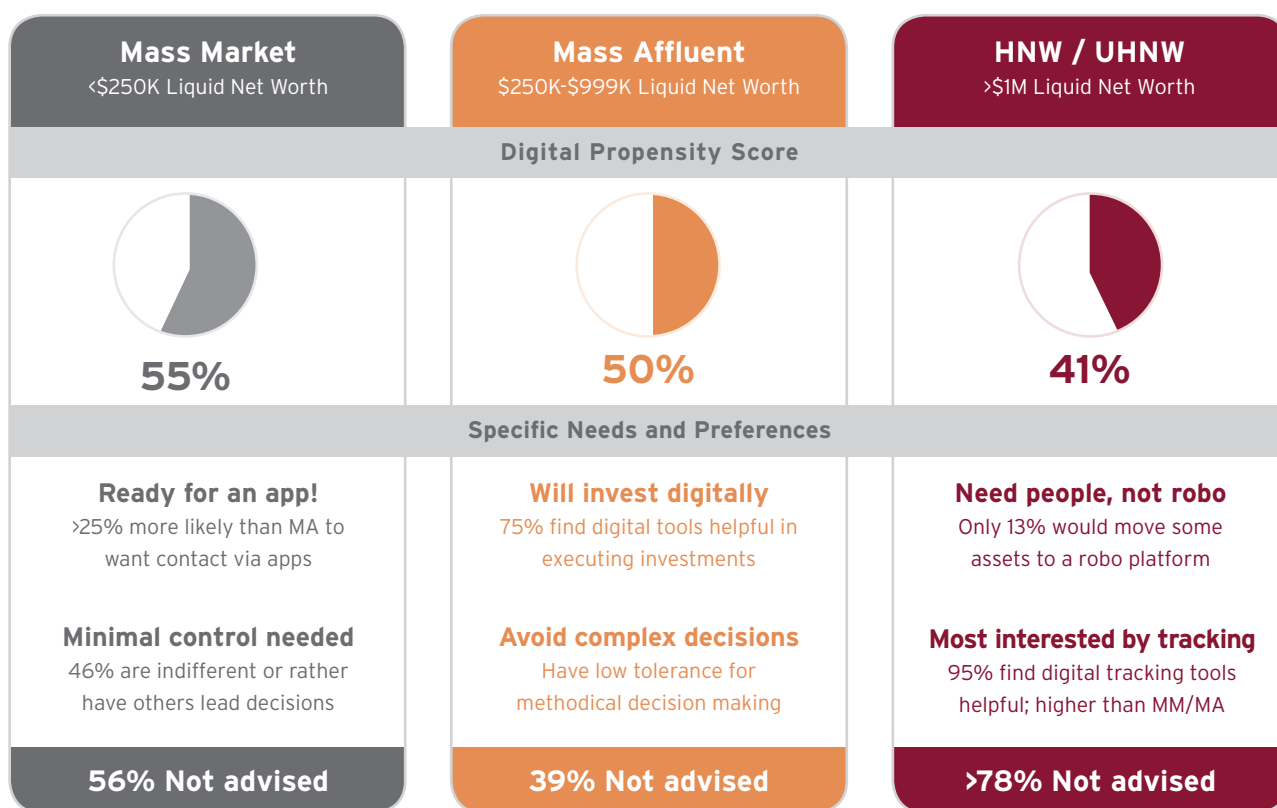 Mass Market
<$250K Liquid Net Worth
Mass Affluent
$250K-$999K Liquid Net Worth
HNW / UHNW
>$1M Liquid Net Worth
Digital Propensity Score
55%
50%
41%
Specific Needs and Preferences
Ready for an app!
>25% more likely than MA to
want contact via apps
Minimal control needed
46% are indifferent or rather
have others lead decisions
56% Not advised
Will invest digitally
75% find digital tools helpful in
executing investments
Avoid complex decisions
Have low tolerance for
methodical decision making
39% Not advised
Need people, not robo
Only 13% would move some
assets to a robo platform
Most interested by tracking
95% find digital tracking tools
helpful; higher than MM/MA
>78% Not advised